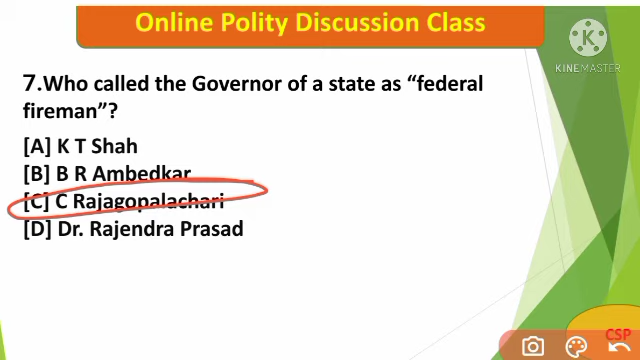 Online Polity Discussion Class
K
KINEMASTER
7.Who called the Governor of a state as “federal
fireman”?
[A] K T Shah
[B] B R Ambedkar
[C] C Rajagopalachari
[D] Dr. Rajendra Prasad
CSP